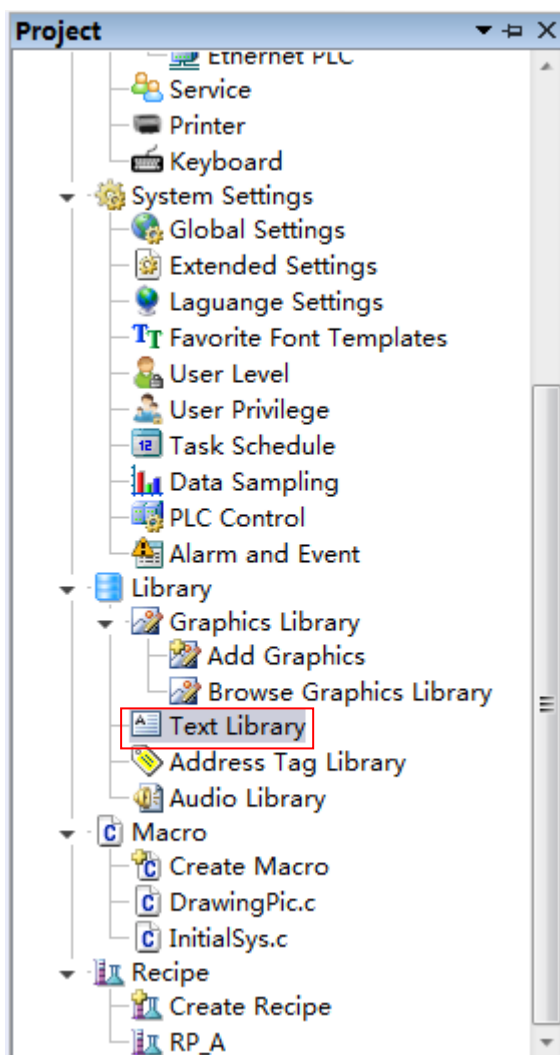 Project
Ethernet PLC
Service
Printer
Keyboard
System Settings
Global Settings
Extended Settings
Laguange Settings
Favorite Font Templates
User Level
User Privilege
Task Schedule
Data Sampling
PLC Control
Alarm and Event
Library
Graphics Library
Add Graphics
Browse Graphics Library
Text Library
Address Tag Library
Audio Library
Macro
Create Macro
DrawingPic.c
InitialSys.c
Recipe
Create Recipe
RP_A